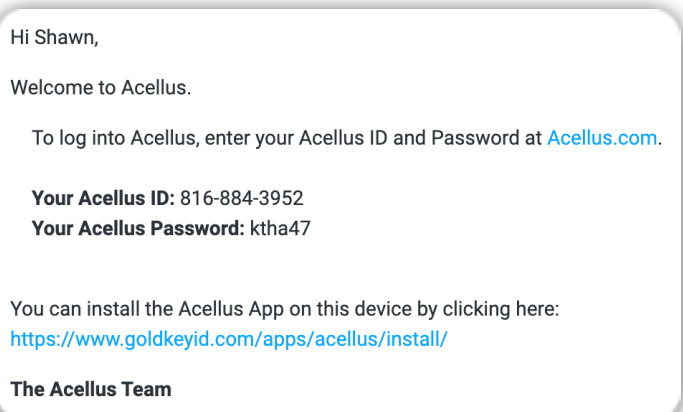 Hi Shawn,
Welcome to Acellus.
To log into Acellus, enter your Acellus ID and Password at Acellus.com.
Your Acellus ID: 816-884-3952
Your Acellus Password: ktha47
You can install the Acellus App on this device by clicking here:
https://www.goldkeyid.com/apps/acellus/install/
The Acellus Team